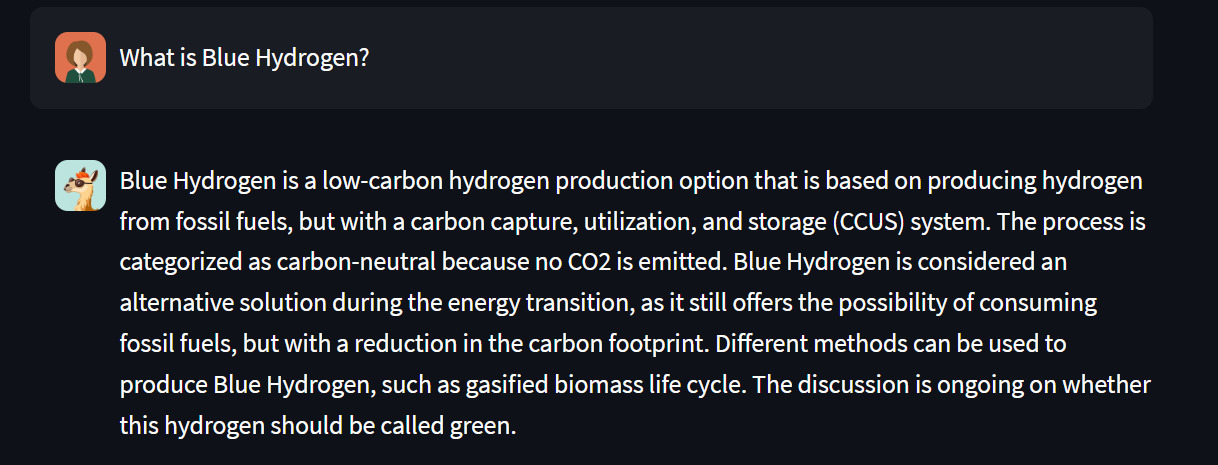 What is Blue Hydrogen?
Blue Hydrogen is a low-carbon hydrogen production option that is based on producing hydrogen
from fossil fuels, but with a carbon capture, utilization, and storage (CCUS) system. The process is
categorized as carbon-neutral because no CO2 is emitted. Blue Hydrogen is considered an
alternative solution during the energy transition, as it still offers the possibility of consuming
fossil fuels, but with a reduction in the carbon footprint. Different methods can be used to
produce Blue Hydrogen, such as gasified biomass life cycle. The discussion is ongoing on whether
this hydrogen should be called green.